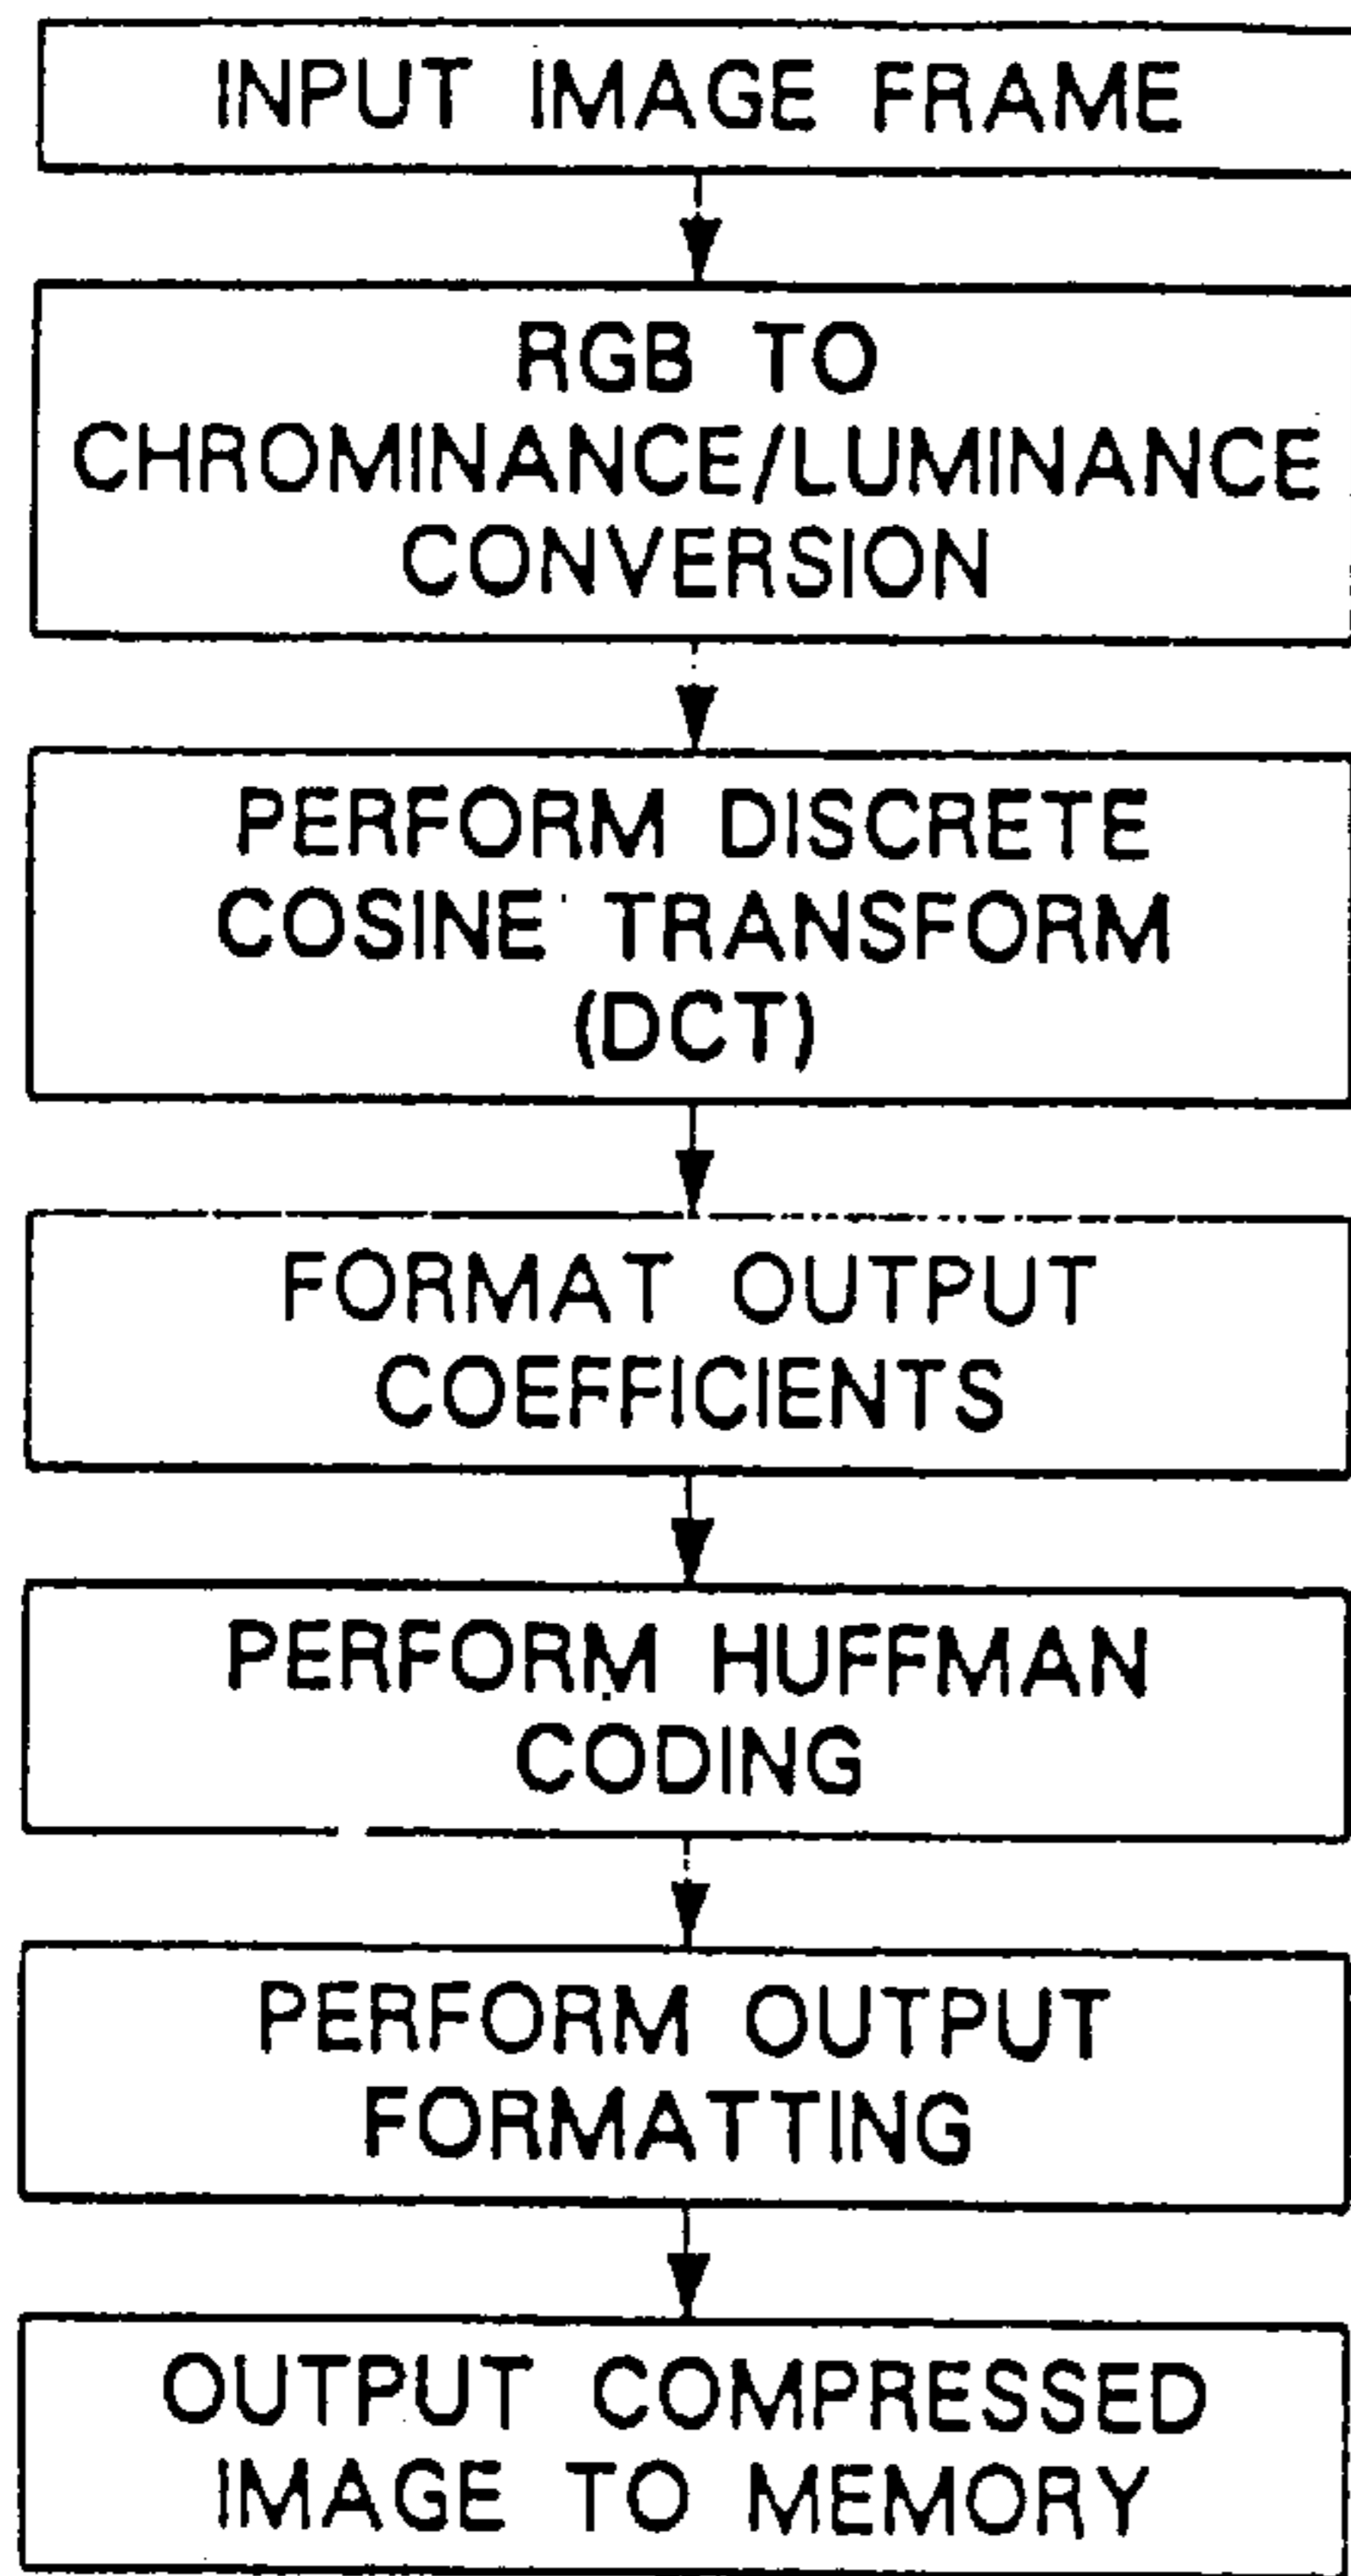 INPUT IMAGE FRAME
RGB TO
CHROMINANCE/LUMINANCE
CONVERSION
PERFORM DISCRETE
COSINE TRANSFORM
(DCT)
FORMAT OUTPUT
COEFFICIENTS
PERFORM HUFFMAN
CODING
PERFORM OUTPUT
FORMATTING
OUTPUT COMPRESSED
IMAGE TO MEMORY